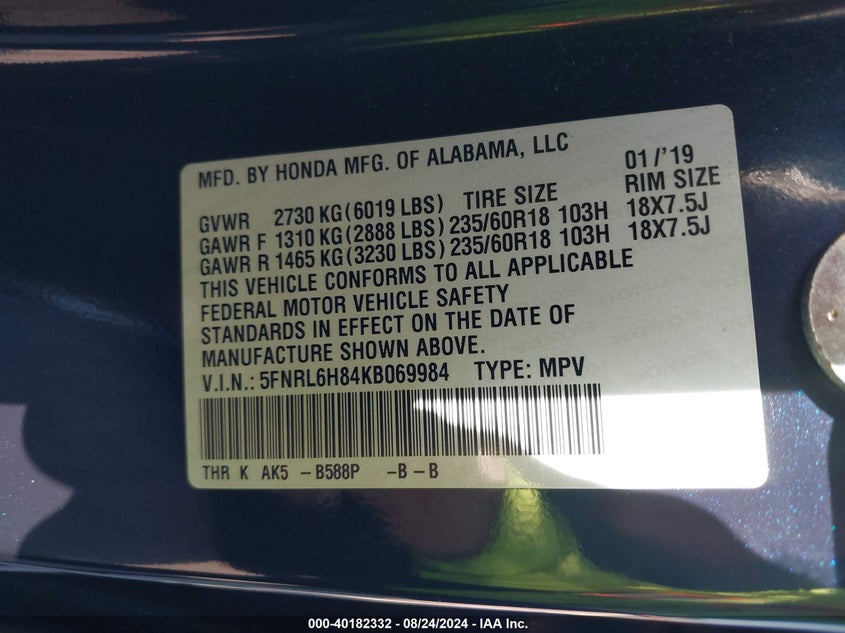 MFD. BY HONDA MFG. OF ALABAMA, LLC 01/'19
GVWR 2730 KG (6019 LBS) TIRE SIZE RIM SIZE
GAWR F 1310 KG (2888 LBS) 235/60R18 103H 18X7.5J
GAWR R 1465 KG (3230 LBS) 235/60R18 103H 18X7.5J
THIS VEHICLE CONFORMS TO ALL APPLICABLE
FEDERAL MOTOR VEHICLE SAFETY
STANDARDS IN EFFECT ON THE DATE OF
MANUFACTURE SHOWN ABOVE.
V.I.N.: 5FNRL6H84KB069984 TYPE: MPV
THR K AK5 -B588P -B-B
000-40182332 - 08/24/2024 - IAA Inc.